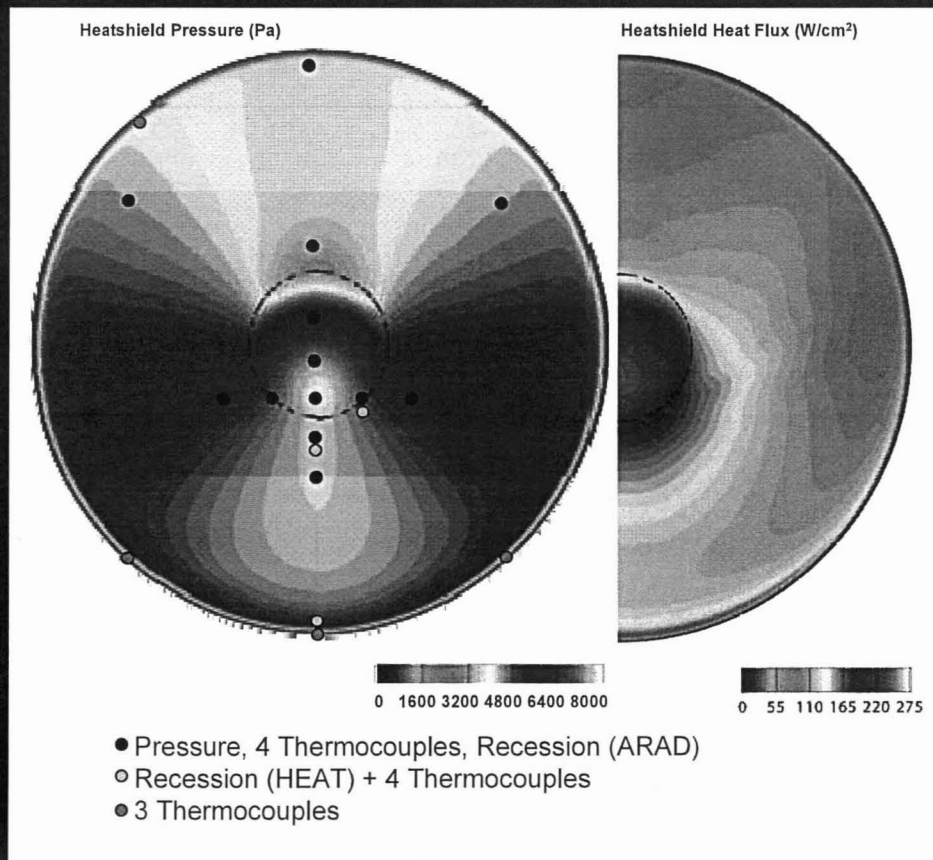 Heatshield Pressure (Pa)
Heatshield Heat Flux (W/cm²)
0 1600 3200 4800 6400 8000
0 55 110 165 220 275
Pressure, 4 Thermocouples, Recession (ARAD)
Recession (HEAT) + 4 Thermocouples
3 Thermocouples